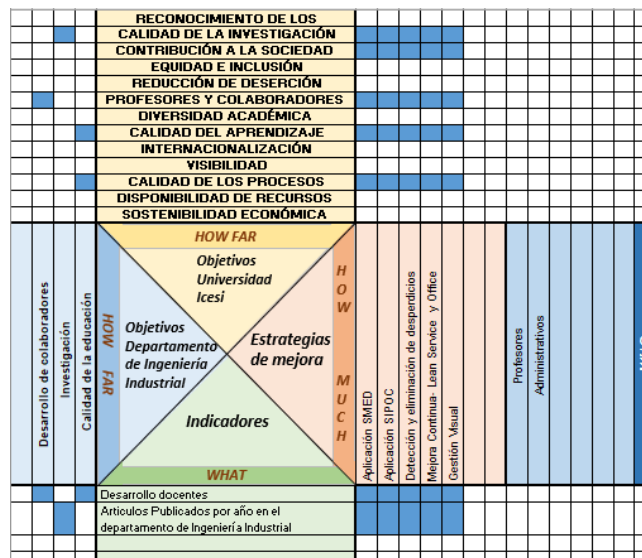 RECONOCIMIENTO DE LOS
CALIDAD DE LA INVESTIGACIÓN
CONTRIBUCIÓN A LA SOCIEDAD
EQUIDAD E INCLUSIÓN
REDUCCIÓN DE DESERCIÓN
PROFESORES Y COLABORADORES
DIVERSIDAD ACADÉMICA
CALIDAD DEL APRENDIZAJE
INTERNACIONALIZACIÓN
VISIBILIDAD
CALIDAD DE LOS PROCESOS
DISPONIBILIDAD DE RECURSOS
SOSTENIBILIDAD ECONÓMICA
Desarrollo de colaboradores
Investigación
Calidad de la educación
HOW FAR
HOW FAR
Objetivos
Universidad
Icesi
Objetivos
Departamento
de Ingeniería
Industrial
Estrategias
de mejora
Indicadores
WHAT
HOW MUCH
Aplicación SMED
Aplicación SIPOC
Detección y eliminación de desperdicios
Mejora Continua- Lean Service y Office
Gestión Visual
Profesores
Administrativos
Desarrollo docentes
Articulos Publicados por año en el
departamento de Ingeniería Industrial